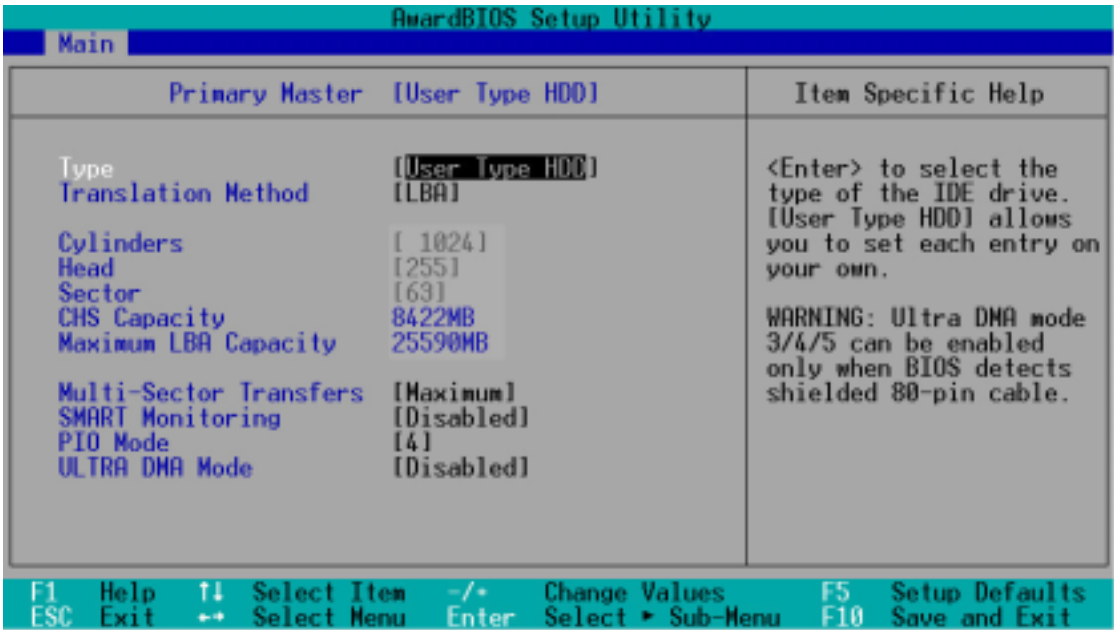 AwardBIOS Setup Utility
Main
Primary Master [User Type HDD]
Item Specific Help
Type [User Type HDD]
Translation Method [LBA]
Cylinders [ 1024]
Head [255]
Sector [63]
CHS Capacity 8422MB
Maximum LBA Capacity 25590MB
Multi-Sector Transfers [Maximum]
SMART Monitoring [Disabled]
PIO Mode [4]
ULTRA DMA Mode [Disabled]
<Enter> to select the
type of the IDE drive.
[User Type HDD] allows
you to set each entry on
your own.
WARNING: Ultra DMA mode
3/4/5 can be enabled
only when BIOS detects
shielded 80-pin cable.
F1 Help ↑↓ Select Item -/+ Change Values F5 Setup Defaults
ESC Exit ←→ Select Menu Enter Select ► Sub-Menu F10 Save and Exit